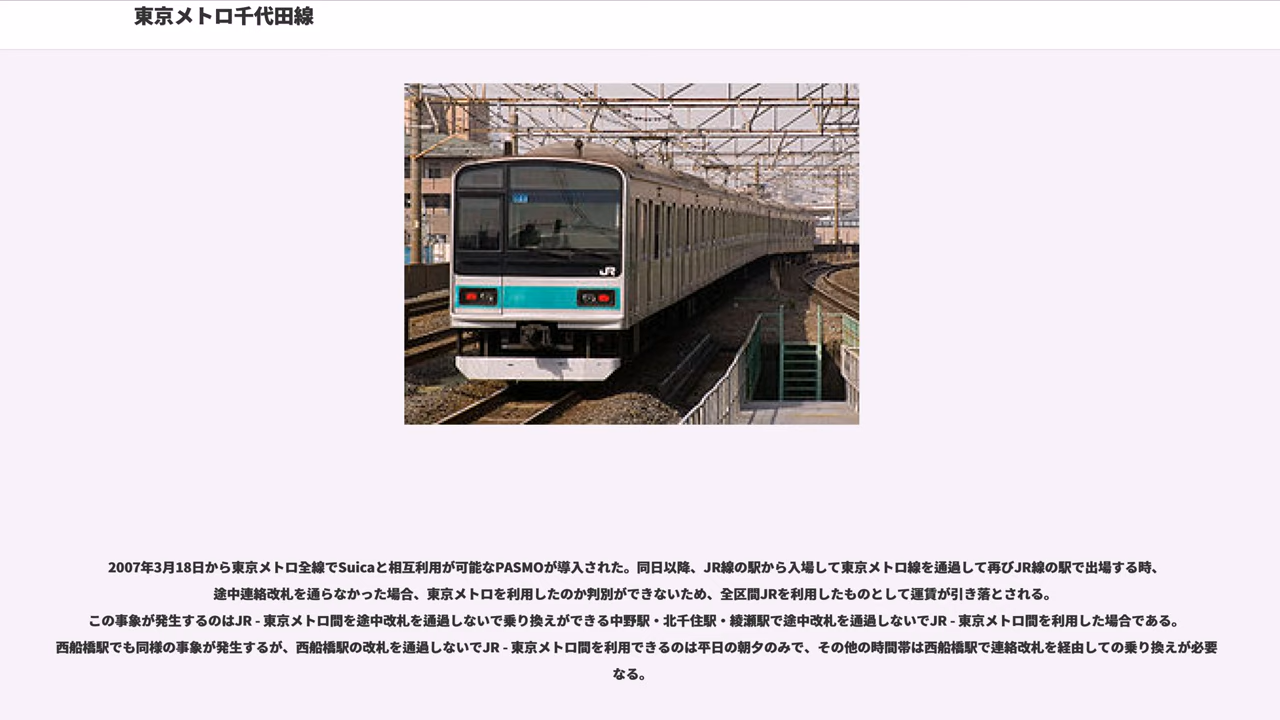 東京メトロ千代田線
JR
2007年3月18日から東京メトロ全線でSuicaと相互利用が可能なPASMOが導入された。同日以降、JR線の駅から入場して東京メトロ線を通過して再びJR線の駅で出場する時、
途中連絡改札を通らなかった場合、東京メトロを利用したのか判別ができないため、全区間JRを利用したものとして運賃が引き落とされる。
この事象が発生するのはJR - 東京メトロ間を途中改札を通過しないで乗り換えができる中野駅・北千住駅・綾瀬駅で途中改札を通過しないでJR - 東京メトロ間を利用した場合である。
西船橋駅でも同様の事象が発生するが、西船橋駅の改札を通過しないでJR - 東京メトロ間を利用できるのは平日の朝夕のみで、その他の時間帯は西船橋駅で連絡改札を経由しての乗り換えが必要
なる。